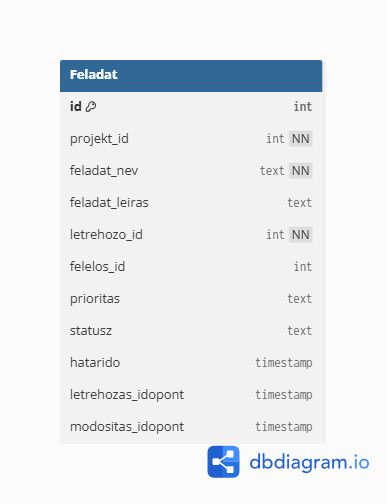 Feladat
id int
projekt_id int NN
feladat_nev text NN
feladat_leiras text
letrehozo_id int NN
felelos_id int
prioritas text
statusz text
hatarido timestamp
letrehozas_idopont timestamp
modositas_idopont timestamp
dbdiagram.io